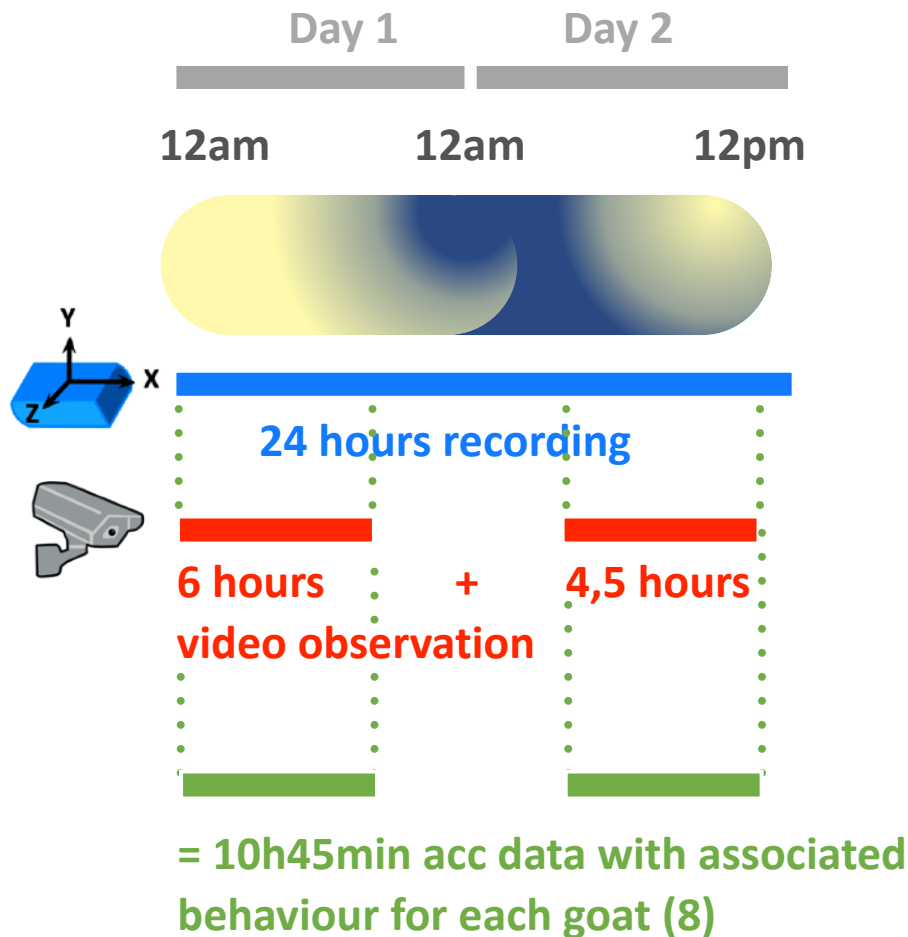 Day 1 Day 2
12am 12am 12pm
Y
X
Z
24 hours recording
6 hours + 4,5 hours
video observation
= 10h45min acc data with associated
behaviour for each goat (8)